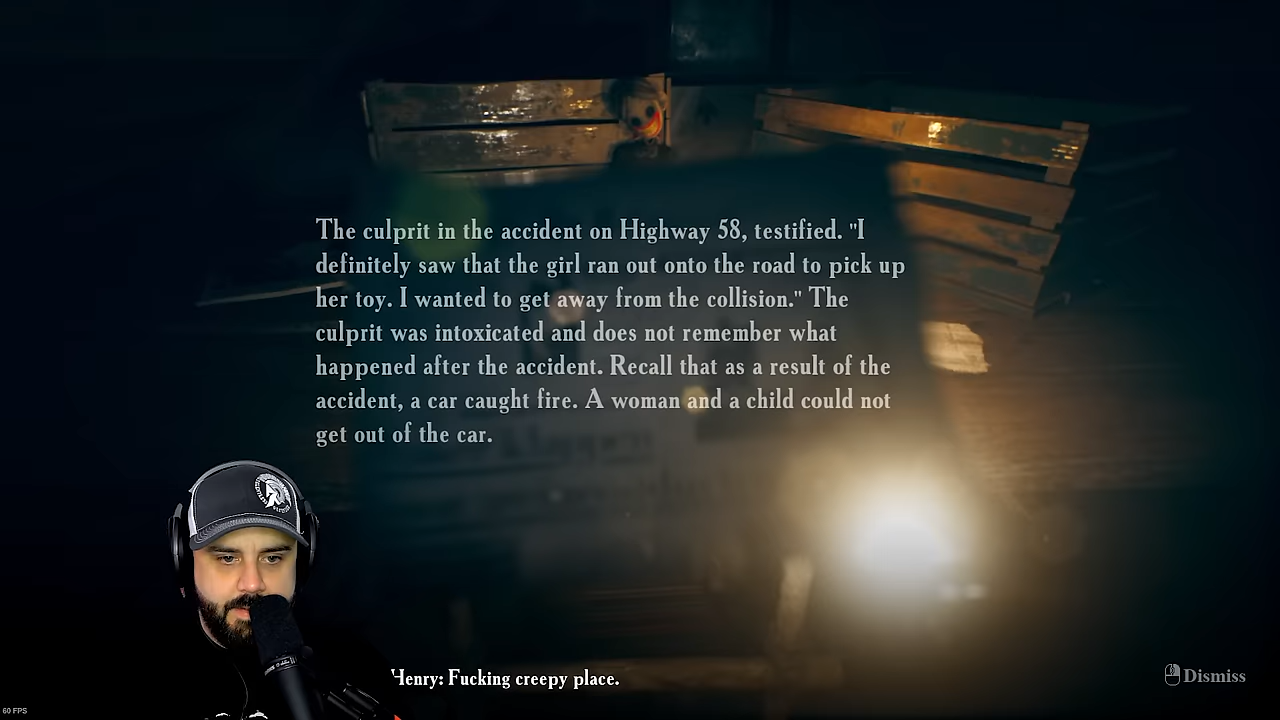 The culprit in the accident on Highway 58, testified. "I
definitely saw that the girl ran out onto the road to pick up
her toy. I wanted to get away from the collision." The
culprit was intoxicated and does not remember what
happened after the accident. Recall that as a result of the
accident, a car caught fire. A woman and a child could not
get out of the car.
Henry: Fucking creepy place.
Dismiss
60 FPS